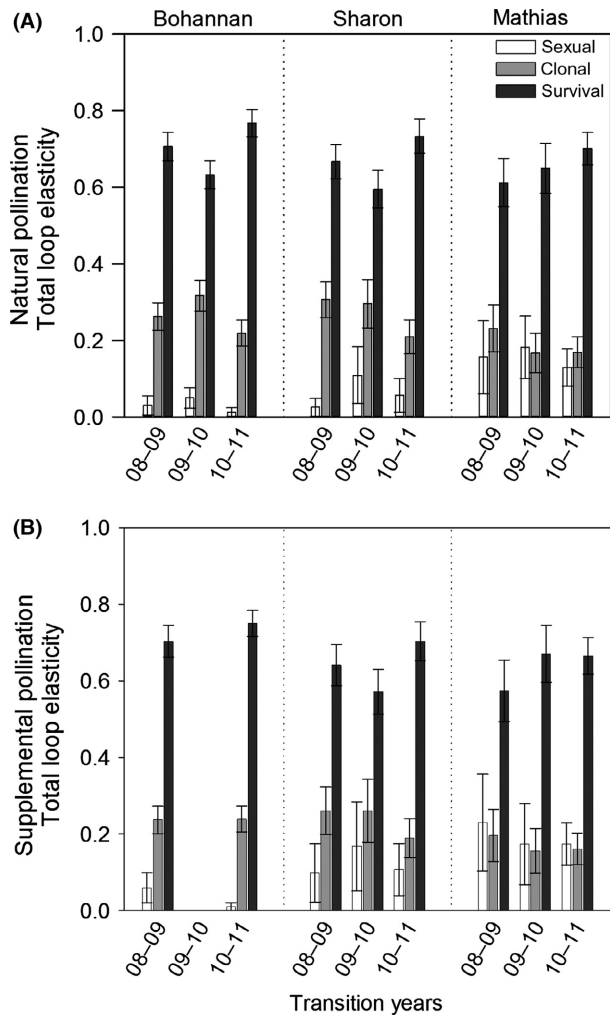 (A)
Bohannan Sharon Mathias
Sexual
Clonal
Survival
Natural pollination
Total loop elasticity
1.0
0.8
0.6
0.4
0.2
0.0
08–09 09–10 10–11 08–09 09–10 10–11 08–09 09–10 10–11
(B)
Supplemental pollination
Total loop elasticity
1.0
0.8
0.6
0.4
0.2
0.0
08–09 09–10 10–11 08–09 09–10 10–11 08–09 09–10 10–11
Transition years